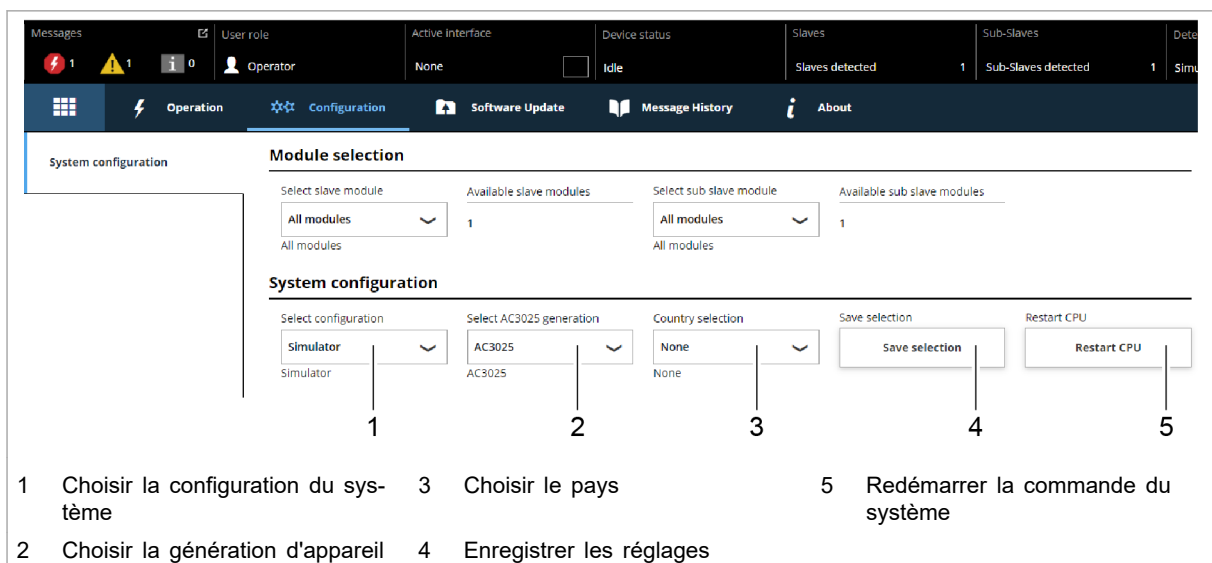 Messages User role Active interface Device status Slaves Sub-Slaves Dete
1 1 i 0 Operator None Idle Slaves detected 1 Sub-Slaves detected 1 Simu
Operation Configuration Software Update Message History i About
System configuration
Module selection
Select slave module Available slave modules Select sub slave module Available sub slave modules
All modules 1 All modules 1
All modules All modules
System configuration
Select configuration Select AC3025 generation Country selection Save selection Restart CPU
Simulator AC3025 None Save selection Restart CPU
Simulator AC3025 None
1 2 3 4 5
1 Choisir la configuration du sys-
tème
2 Choisir la génération d'appareil
3 Choisir le pays
4 Enregistrer les réglages
5 Redémarrer la commande du
système